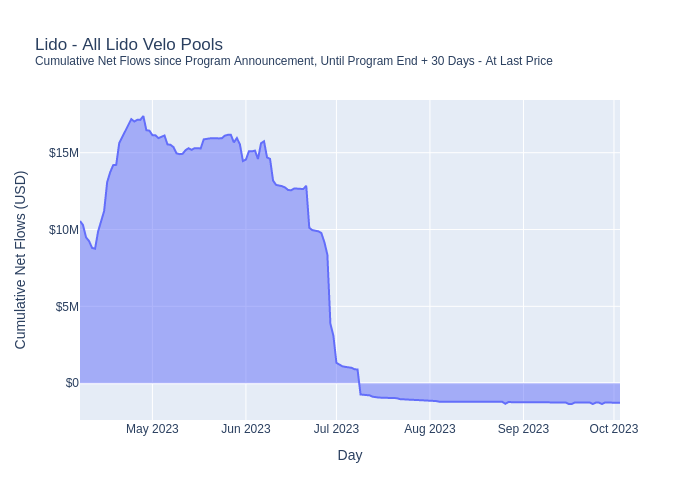 Lido - All Lido Velo Pools
Cumulative Net Flows since Program Announcement, Until Program End + 30 Days - At Last Price
Cumulative Net Flows (USD)
$15M
$10M
$5M
$0
May 2023
Jun 2023
Jul 2023
Aug 2023
Sep 2023
Oct 2023
Day